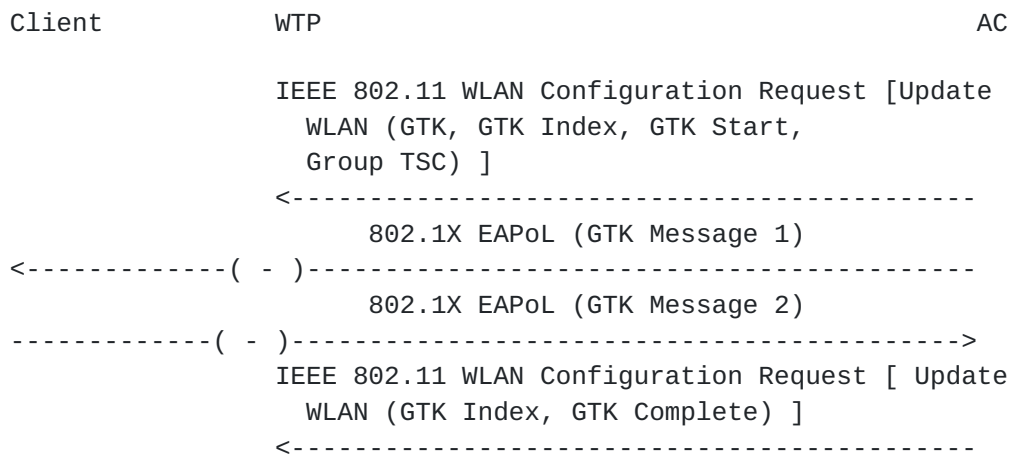 Client           WTP                                          AC
IEEE 802.11 WLAN Configuration Request [Update
WLAN (GTK, GTK Index, GTK Start,
Group TSC) ]
<--------------------------------------------
802.1X EAPoL (GTK Message 1)
<-------------( - )-------------------------------------------
802.1X EAPoL (GTK Message 2)
-------------( - )------------------------------------------->
IEEE 802.11 WLAN Configuration Request [ Update
WLAN (GTK Index, GTK Complete) ]
<--------------------------------------------